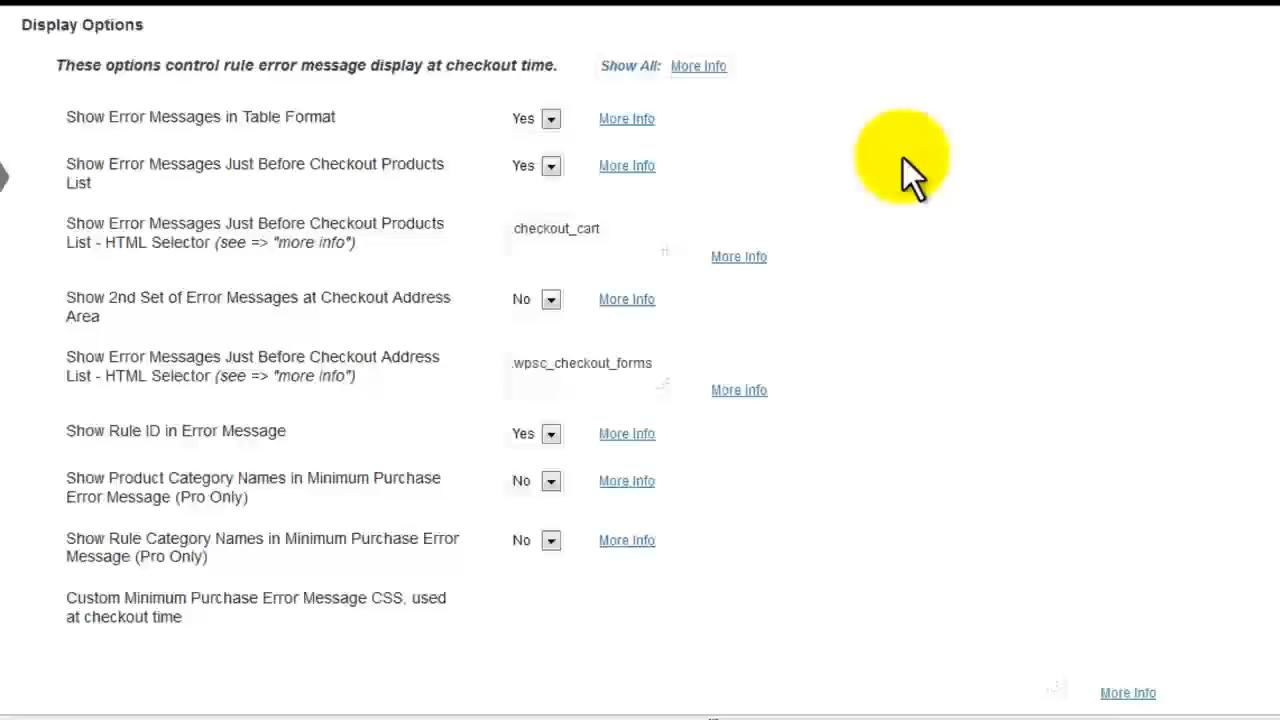 Display Options
These options control rule error message display at checkout time. Show All: More Info
Show Error Messages in Table Format Yes More Info
Show Error Messages Just Before Checkout Products Yes More Info
List
Show Error Messages Just Before Checkout Products .checkout_cart
List - HTML Selector (see => "more info") More Info
Show 2nd Set of Error Messages at Checkout Address No More Info
Area
Show Error Messages Just Before Checkout Address .wpsc_checkout_forms
List - HTML Selector (see => "more info") More Info
Show Rule ID in Error Message Yes More Info
Show Product Category Names in Minimum Purchase No More Info
Error Message (Pro Only)
Show Rule Category Names in Minimum Purchase Error No More Info
Message (Pro Only)
Custom Minimum Purchase Error Message CSS, used
at checkout time
More Info